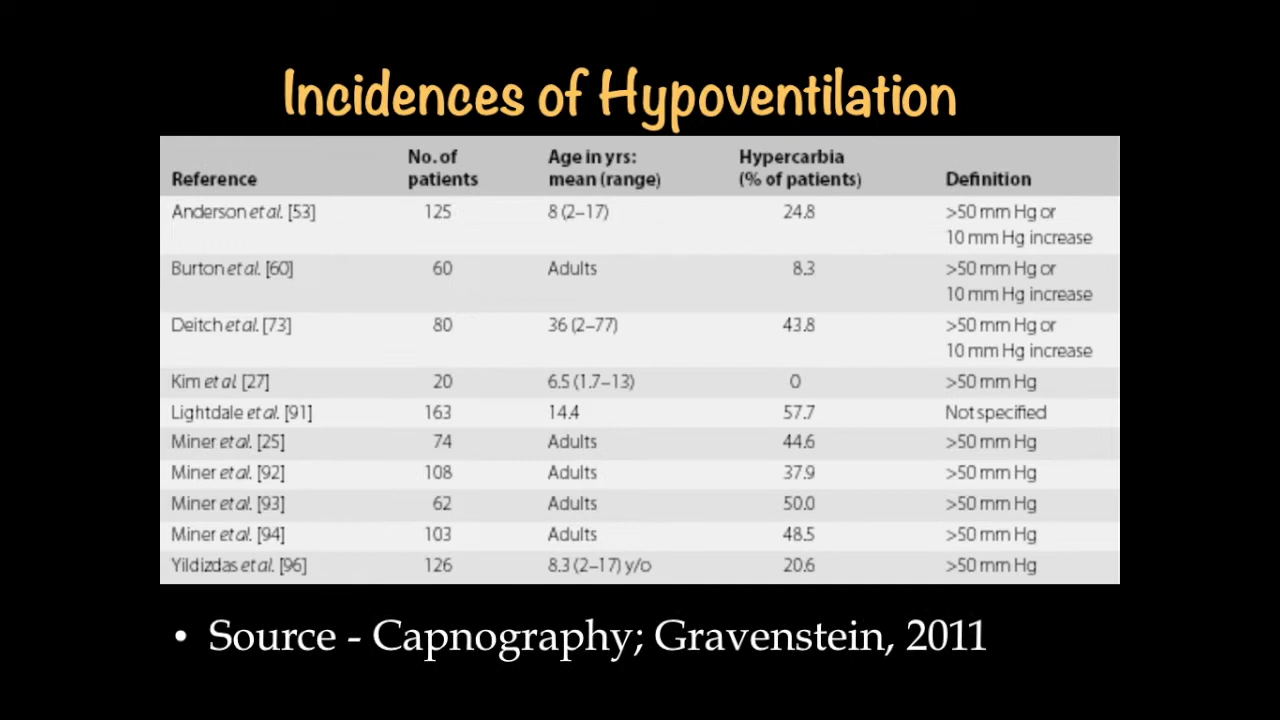 Incidences of Hypoventilation
No. of Age in yrs: Hypercarbia
Reference patients mean (range) (% of patients) Definition
Anderson et al. [53] 125 8 (2–17) 24.8 >50 mm Hg or
10 mm Hg increase
Burton et al. [60] 60 Adults 8.3 >50 mm Hg or
10 mm Hg increase
Deitch et al. [73] 80 36 (2–77) 43.8 >50 mm Hg or
10 mm Hg increase
Kim et al [27] 20 6.5 (1.7–13) 0 >50 mm Hg
Lightdale et al. [91] 163 14.4 57.7 Not specified
Miner et al. [25] 74 Adults 44.6 >50 mm Hg
Miner et al. [92] 108 Adults 37.9 >50 mm Hg
Miner et al. [93] 62 Adults 50.0 >50 mm Hg
Miner et al. [94] 103 Adults 48.5 >50 mm Hg
Yildizdas et al. [96] 126 8.3 (2–17) y/o 20.6 >50 mm Hg
• Source - Capnography; Gravenstein, 2011